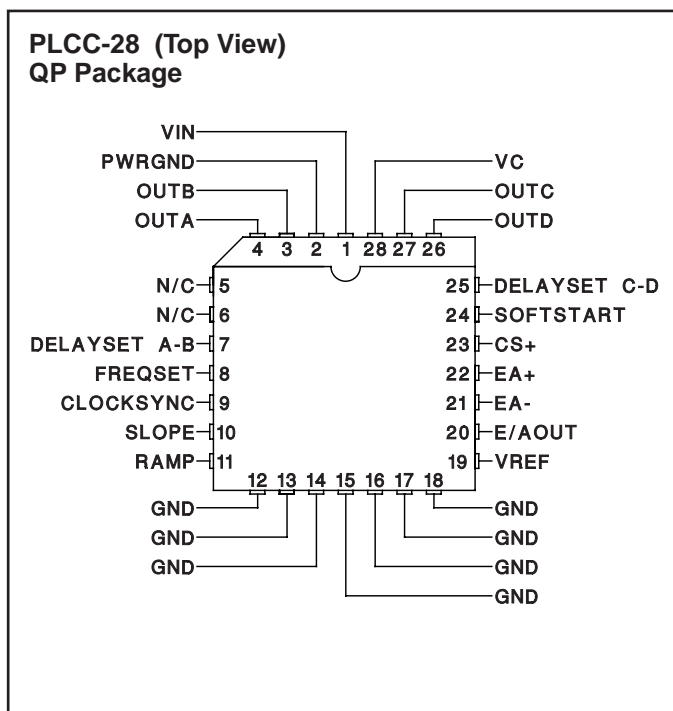 PLCC-28 (Top View)
QP Package
VIN
PWRGND
OUTB
OUTA
VC
OUTC
OUTD
4 3 2 1 28 27 26
N/C 5
N/C 6
DELAYSET A-B 7
FREQSET 8
CLOCKSYNC 9
SLOPE 10
RAMP 11
25 DELAYSET C-D
24 SOFTSTART
23 CS+
22 EA+
21 EA-
20 E/AOUT
19 VREF
12 13 14 15 16 17 18
GND
GND
GND
GND
GND
GND
GND